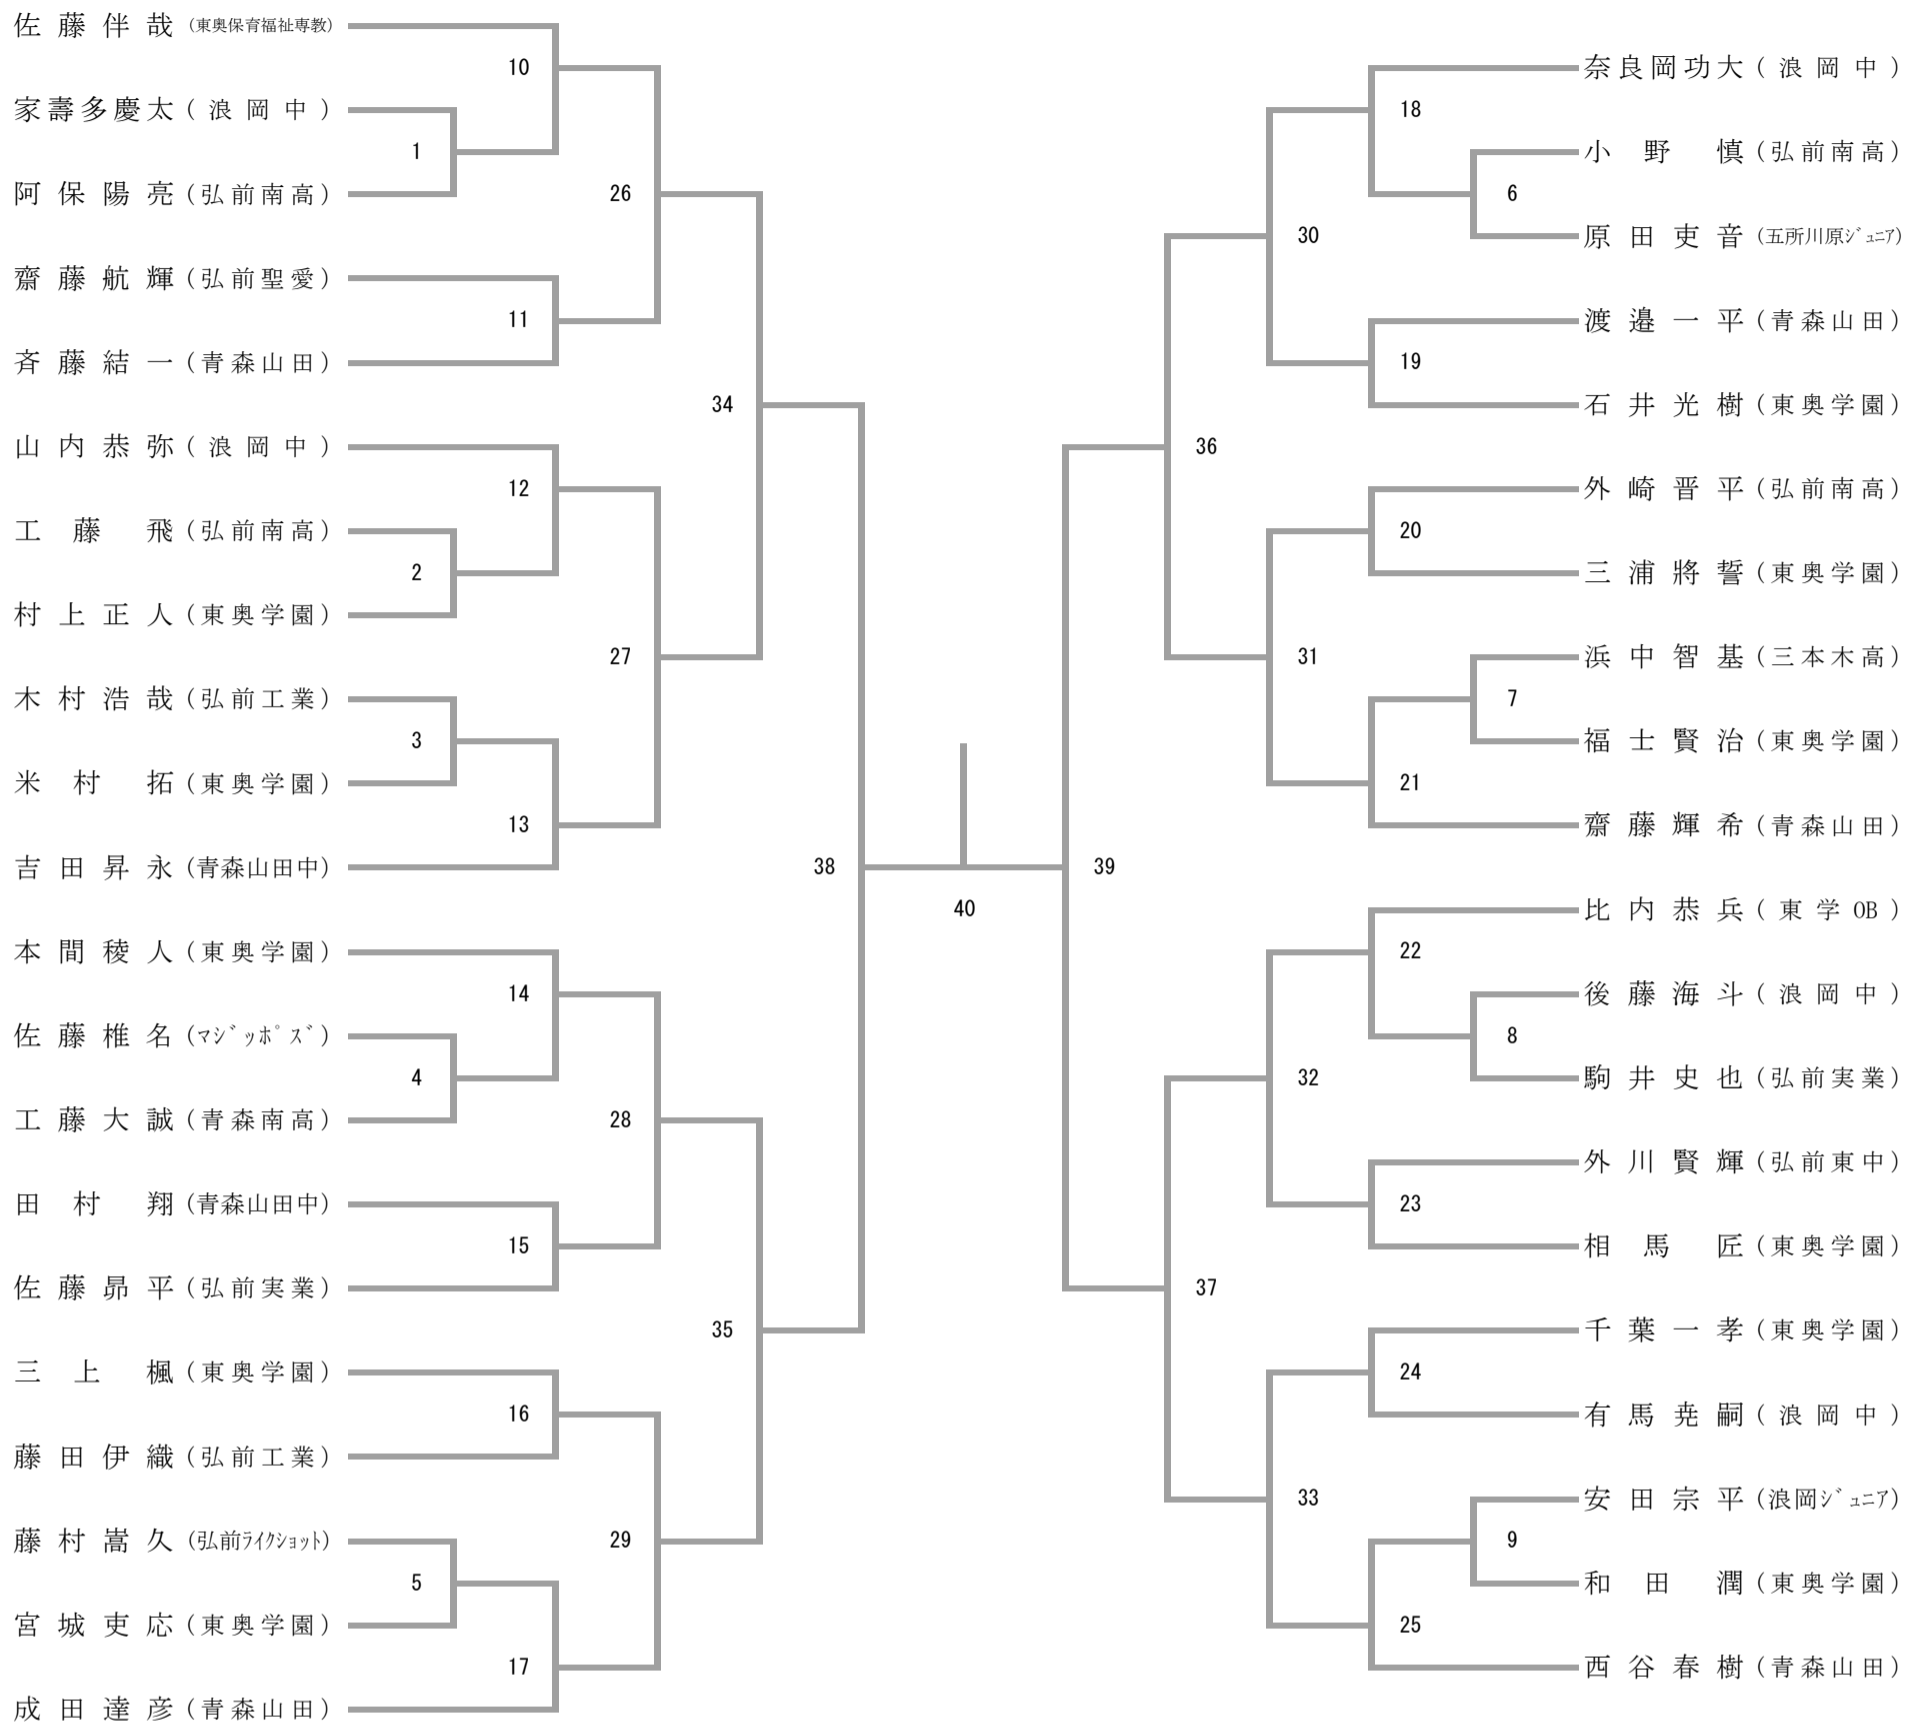 佐藤伴哉 (東奥保育福祉専教)
10
家壽多慶太 (浪岡中)
1
阿保陽亮 (弘前南高)
26
齋藤航輝 (弘前聖愛)
11
斉藤結一 (青森山田)
34
山内恭弥 (浪岡中)
12
工藤飛 (弘前南高)
2
村上正人 (東奥学園)
27
木村浩哉 (弘前工業)
3
米村拓 (東奥学園)
13
吉田昇永 (青森山田中)
38
本間稜人 (東奥学園)
14
佐藤椎名 (ﾏｼﾞｯﾎﾟｽﾞ)
4
工藤大誠 (青森南高)
28
田村翔 (青森山田中)
15
佐藤昴平 (弘前実業)
35
三上楓 (東奥学園)
16
藤田伊織 (弘前工業)
29
藤村嵩久 (弘前ﾗｲｸｼｮｯﾄ)
5
宮城吏応 (東奥学園)
17
成田達彦 (青森山田)
40
奈良岡功大 (浪岡中)
18
小野慎 (弘前南高)
6
原田吏音 (五所川原ｼﾞｭﾆｱ)
30
渡邉一平 (青森山田)
19
石井光樹 (東奥学園)
36
外崎晋平 (弘前南高)
20
三浦將誓 (東奥学園)
31
浜中智基 (三本木高)
7
福士賢治 (東奥学園)
21
齋藤輝希 (青森山田)
39
比内恭兵 (東学OB)
22
後藤海斗 (浪岡中)
8
駒井史也 (弘前実業)
32
外川賢輝 (弘前東中)
23
相馬匠 (東奥学園)
37
千葉一孝 (東奥学園)
24
有馬尭嗣 (浪岡中)
33
安田宗平 (浪岡ｼﾞｭﾆｱ)
9
和田潤 (東奥学園)
25
西谷春樹 (青森山田)